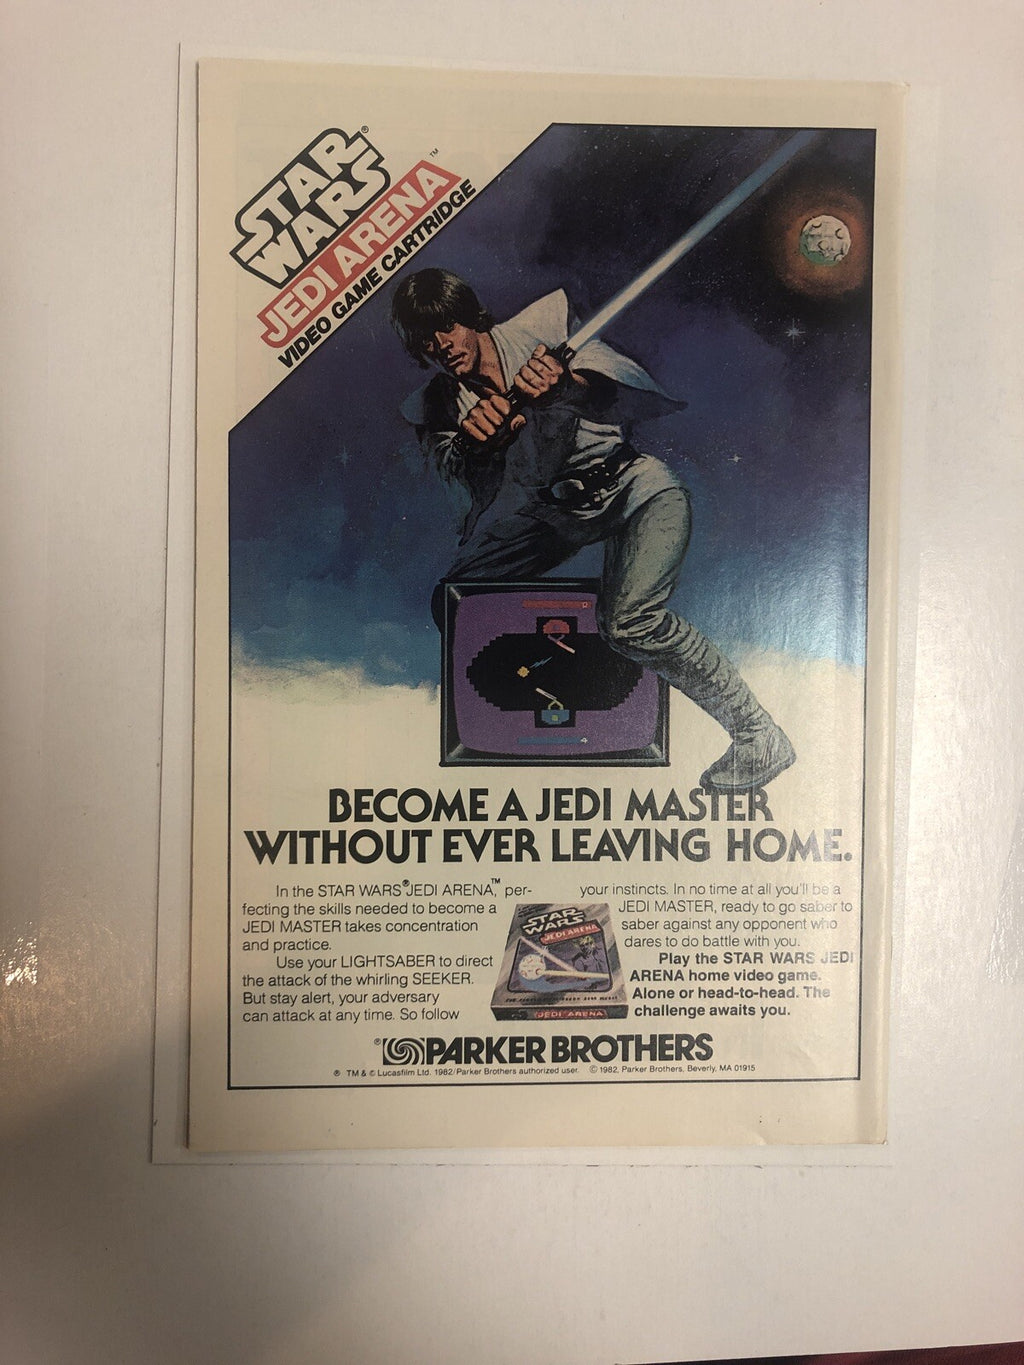 STAR
WARS®
JEDI ARENA™
VIDEO GAME CARTRIDGE
0
4
BECOME A JEDI MASTER
WITHOUT EVER LEAVING HOME.
In the STAR WARS® JEDI ARENA,™ per-
fecting the skills needed to become a
JEDI MASTER takes concentration
and practice.
Use your LIGHTSABER to direct
the attack of the whirling SEEKER.
But stay alert, your adversary
can attack at any time. So follow
your instincts. In no time at all you'll be a
JEDI MASTER, ready to go saber to
saber against any opponent who
dares to do battle with you.
Play the STAR WARS JEDI
ARENA home video game.
Alone or head-to-head. The
challenge awaits you.
STAR
WARS
JEDI ARENA
JEDI ARENA
® PARKER BROTHERS
® TM & © Lucasfilm Ltd. 1982/Parker Brothers authorized user. © 1982, Parker Brothers, Beverly, MA 01915